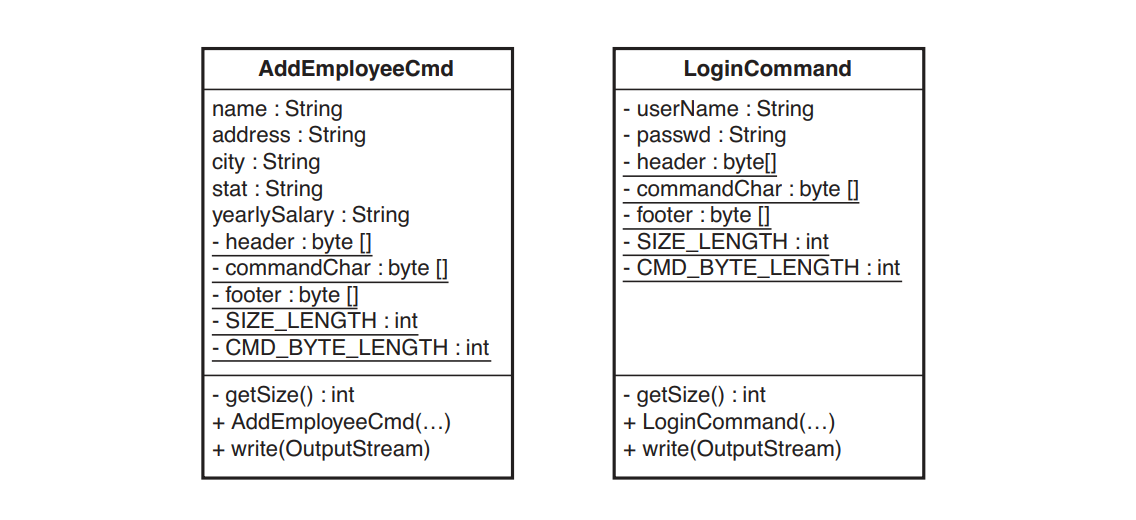 AddEmployeeCmd
name : String
address : String
city : String
stat : String
yearlySalary : String
- header : byte []
- commandChar : byte []
- footer : byte []
- SIZE_LENGTH : int
- CMD_BYTE_LENGTH : int
- getSize() : int
+ AddEmployeeCmd(…)
+ write(OutputStream)
LoginCommand
- userName : String
- passwd : String
- header : byte[]
- commandChar : byte []
- footer : byte []
- SIZE_LENGTH : int
- CMD_BYTE_LENGTH : int
- getSize() : int
+ LoginCommand(…)
+ write(OutputStream)